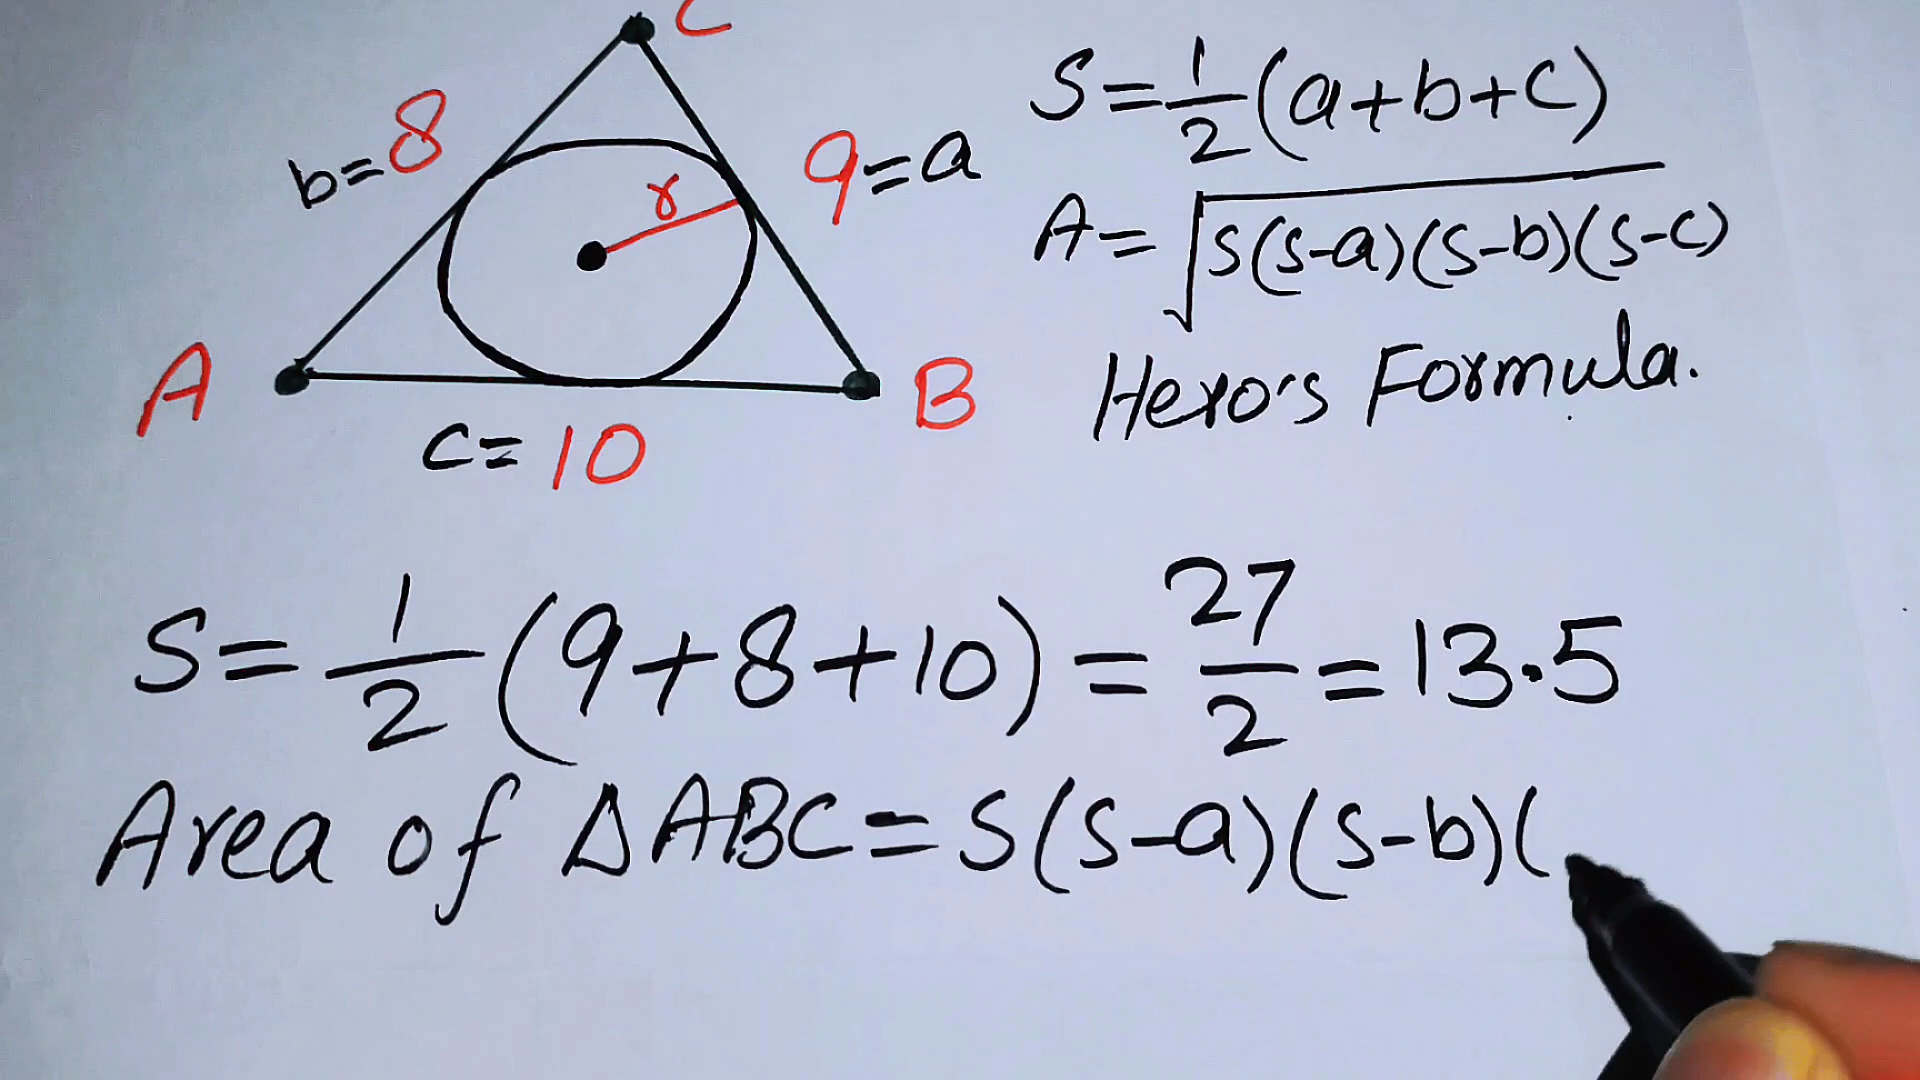 C
b=8
r
9=a
A
B
c=10
S=1/2(a+b+c)
A=√s(s-a)(s-b)(s-c)
Hero's Formula.
S=1/2(9+8+10)=27/2=13.5
Area of ΔABC=S(S-a)(S-b)(